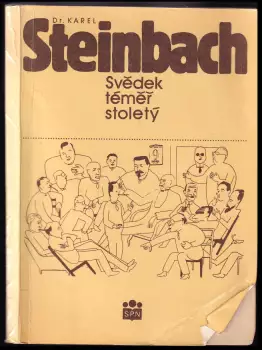 Dr. KAREL
Steinbach
Svědek
téměř
stoletý
SPN